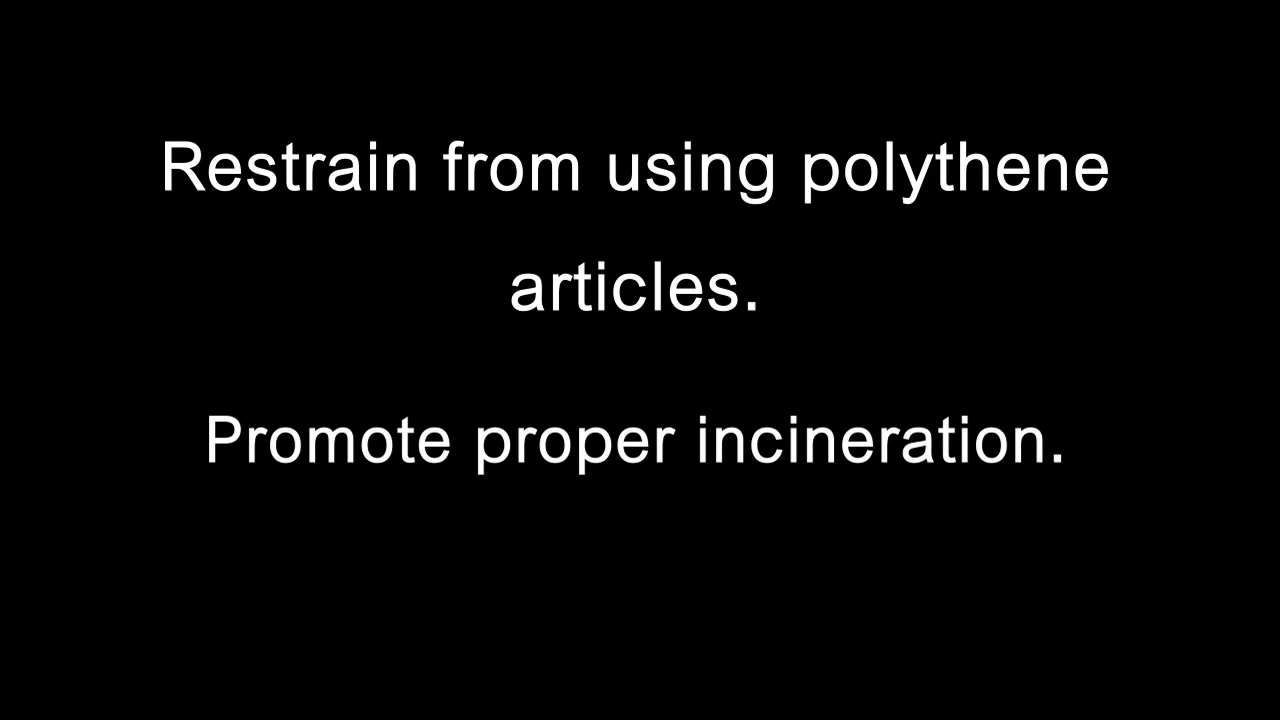 Restrain from using polythene
articles.
Promote proper incineration.